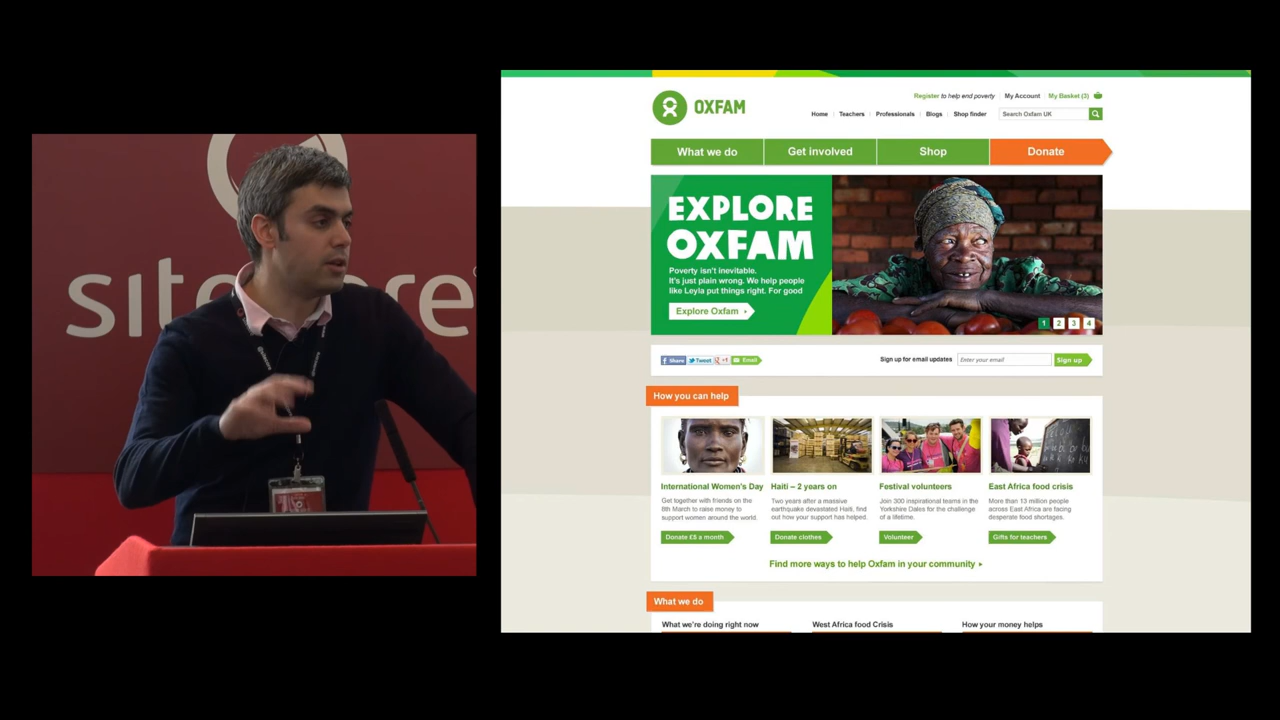 sitecore
OXFAM
Register to help end poverty
My Account
My Basket (3)
Home
Teachers
Professionals
Blogs
Shop finder
Search Oxfam UK
What we do
Get involved
Shop
Donate
EXPLORE
OXFAM
Poverty isn't inevitable.
It's just plain wrong. We help people
like Leyla put things right. For good
Explore Oxfam
1 2 3 4
Share
Tweet
+1
Email
Sign up for email updates
Enter your email
Sign up
How you can help
International Women's Day
Get together with friends on the
8th March to raise money to
support women around the world.
Donate £5 a month
Haiti – 2 years on
Two years after a massive
earthquake devastated Haiti, find
out how your support has helped.
Donate clothes
Festival volunteers
Join 300 inspirational teams in the
Yorkshire Dales for the challenge
of a lifetime.
Volunteer
East Africa food crisis
More than 13 million people
across East Africa are facing
desperate food shortages.
Gifts for teachers
Find more ways to help Oxfam in your community
What we do
What we're doing right now
West Africa food Crisis
How your money helps